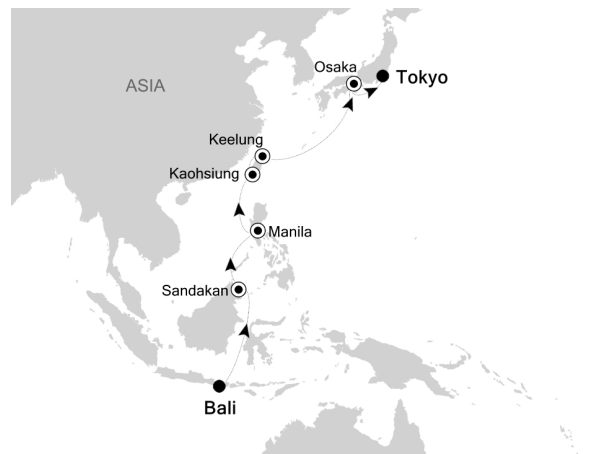 Osaka
Tokyo
ASIA
Keelung
Kaohsiung
Manila
Sandakan
Bali